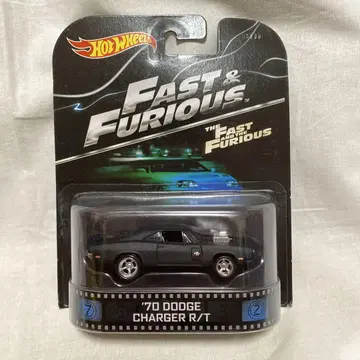 Hot Wheels
FAST &
FURIOUS
THE
FAST
AND THE
FURIOUS
'70 DODGE
CHARGER R/T